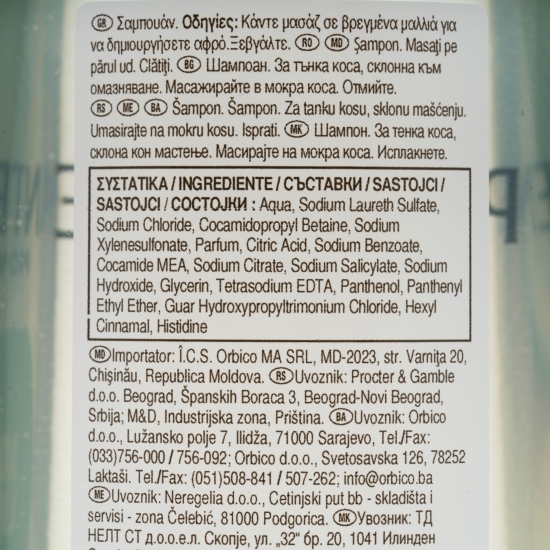 GR Σαμπουάν. Οδηγίες: Κάντε μασάζ σε βρεγμένα μαλλιά για
να δημιουργήσετε αφρό.Ξεβγάλτε. RO MD Şampon. Masați pe
părul ud. Clătiți. BG Шампоан. За тънка коса, склонна към
омазняване. Масажирайте в мокра коса. Отмийте.
RS ME BA Šampon. Šampon. Za tanku kosu, sklonu mašćenju.
Umasirajte na mokru kosu. Isprati. MK Шампон. За тенка коса,
склона кон мастење. Масирајте на мокра коса. Исплакнете.
ΣΥΣΤΑΤΙΚΑ / INGREDIENTE / СЪСТАВКИ / SASTOJCI /
SASTOJCI / СОСТОЈКИ : Aqua, Sodium Laureth Sulfate,
Sodium Chloride, Cocamidopropyl Betaine, Sodium
Xylenesulfonate, Parfum, Citric Acid, Sodium Benzoate,
Cocamide MEA, Sodium Citrate, Sodium Salicylate, Sodium
Hydroxide, Glycerin, Tetrasodium EDTA, Panthenol, Panthenyl
Ethyl Ether, Guar Hydroxypropyltrimonium Chloride, Hexyl
Cinnamal, Histidine
MD Importator: Î.C.S. Orbico MA SRL, MD-2023, str. Varnița 20,
Chișinău, Republica Moldova. RS Uvoznik: Procter & Gamble
d.o.o. Beograd, Španskih Boraca 3, Beograd-Novi Beograd,
Srbija; M&D, Industrijska zona, Priština. BA Uvoznik: Orbico
d.o.o., Lužansko polje 7, Ilidža, 71000 Sarajevo, Tel./Fax:
(033)756-000 / 756-092; Orbico d.o.o., Svetosavska 126, 78252
Laktaši. Tel./Fax: (051)508-841 / 507-262; info@orbico.ba
ME Uvoznik: Neregelia d.o.o., Cetinjski put bb - skladišta i
servisi - zona Čelebić, 81000 Podgorica. MK Увозник: ТД
НЕЛТ СТ д.о.о.ел. Скопје, ул. „32" бр. 20, 1041 Илинден